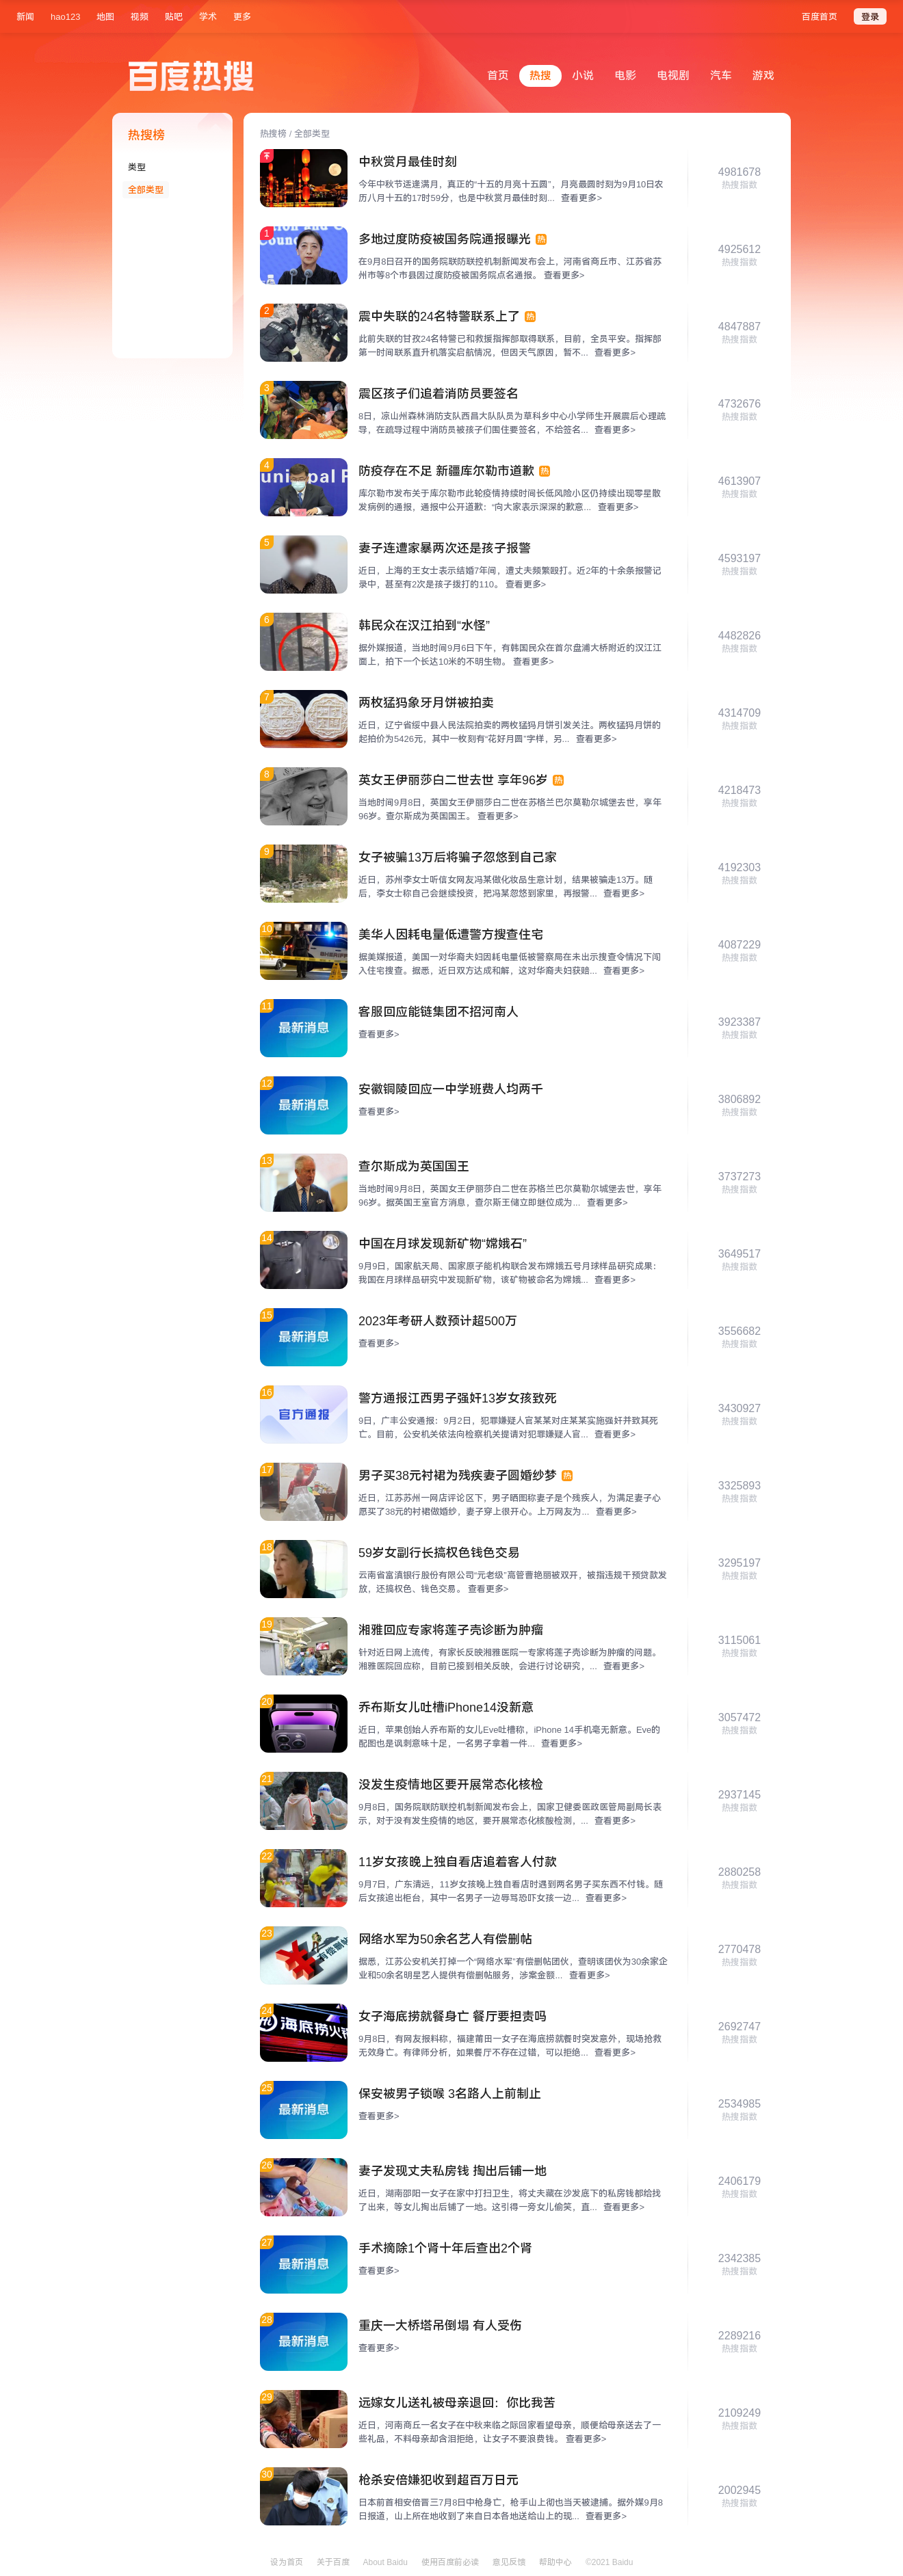 新闻 hao123 地图 视频 贴吧 学术 更多 百度首页 登录
百度热搜
首页 热搜 小说 电影 电视剧 汽车 游戏
热搜榜
类型
全部类型
热搜榜 / 全部类型
中秋赏月最佳时刻
今年中秋节适逢满月，真正的“十五的月亮十五圆”，月亮最圆时刻为9月10日农
历八月十五的17时59分，也是中秋赏月最佳时刻... 查看更多>
4981678
热搜指数
1
多地过度防疫被国务院通报曝光 热
在9月8日召开的国务院联防联控机制新闻发布会上，河南省商丘市、江苏省苏
州市等8个市县因过度防疫被国务院点名通报。 查看更多>
4925612
热搜指数
2
震中失联的24名特警联系上了 热
此前失联的甘孜24名特警已和救援指挥部取得联系，目前，全员平安。指挥部
第一时间联系直升机落实启航情况，但因天气原因，暂不... 查看更多>
4847887
热搜指数
3
震区孩子们追着消防员要签名
8日，凉山州森林消防支队西昌大队队员为草科乡中心小学师生开展震后心理疏
导，在疏导过程中消防员被孩子们围住要签名，不给签名... 查看更多>
4732676
热搜指数
4
防疫存在不足 新疆库尔勒市道歉 热
库尔勒市发布关于库尔勒市此轮疫情持续时间长低风险小区仍持续出现零星散
发病例的通报，通报中公开道歉：“向大家表示深深的歉意... 查看更多>
4613907
热搜指数
5
妻子连遭家暴两次还是孩子报警
近日，上海的王女士表示结婚7年间，遭丈夫频繁殴打。近2年的十余条报警记
录中，甚至有2次是孩子拨打的110。 查看更多>
4593197
热搜指数
6
韩民众在汉江拍到“水怪”
据外媒报道，当地时间9月6日下午，有韩国民众在首尔盘浦大桥附近的汉江江
面上，拍下一个长达10米的不明生物。 查看更多>
4482826
热搜指数
7
两枚猛犸象牙月饼被拍卖
近日，辽宁省绥中县人民法院拍卖的两枚猛犸月饼引发关注。两枚猛犸月饼的
起拍价为5426元，其中一枚刻有“花好月圆”字样，另... 查看更多>
4314709
热搜指数
8
英女王伊丽莎白二世去世 享年96岁 热
当地时间9月8日，英国女王伊丽莎白二世在苏格兰巴尔莫勒尔城堡去世，享年
96岁。查尔斯成为英国国王。 查看更多>
4218473
热搜指数
9
女子被骗13万后将骗子忽悠到自己家
近日，苏州李女士听信女网友冯某做化妆品生意计划，结果被骗走13万。随
后，李女士称自己会继续投资，把冯某忽悠到家里，再报警... 查看更多>
4192303
热搜指数
10
美华人因耗电量低遭警方搜查住宅
据美媒报道，美国一对华裔夫妇因耗电量低被警察局在未出示搜查令情况下闯
入住宅搜查。据悉，近日双方达成和解，这对华裔夫妇获赔... 查看更多>
4087229
热搜指数
11
最新消息
客服回应能链集团不招河南人
查看更多>
3923387
热搜指数
12
最新消息
安徽铜陵回应一中学班费人均两千
查看更多>
3806892
热搜指数
13
查尔斯成为英国国王
当地时间9月8日，英国女王伊丽莎白二世在苏格兰巴尔莫勒尔城堡去世，享年
96岁。据英国王室官方消息，查尔斯王储立即继位成为... 查看更多>
3737273
热搜指数
14
中国在月球发现新矿物“嫦娥石”
9月9日，国家航天局、国家原子能机构联合发布嫦娥五号月球样品研究成果：
我国在月球样品研究中发现新矿物，该矿物被命名为嫦娥... 查看更多>
3649517
热搜指数
15
最新消息
2023年考研人数预计超500万
查看更多>
3556682
热搜指数
16
官方通报
警方通报江西男子强奸13岁女孩致死
9日，广丰公安通报：9月2日，犯罪嫌疑人官某某对庄某某实施强奸并致其死
亡。目前，公安机关依法向检察机关提请对犯罪嫌疑人官... 查看更多>
3430927
热搜指数
17
男子买38元衬裙为残疾妻子圆婚纱梦 热
近日，江苏苏州一网店评论区下，男子晒图称妻子是个残疾人，为满足妻子心
愿买了38元的衬裙做婚纱，妻子穿上很开心。上万网友为... 查看更多>
3325893
热搜指数
18
59岁女副行长搞权色钱色交易
云南省富滇银行股份有限公司“元老级”高管曹艳丽被双开，被指违规干预贷款发
放，还搞权色、钱色交易。 查看更多>
3295197
热搜指数
19
湘雅回应专家将莲子壳诊断为肿瘤
针对近日网上流传，有家长反映湘雅医院一专家将莲子壳诊断为肿瘤的问题。
湘雅医院回应称，目前已接到相关反映，会进行讨论研究，... 查看更多>
3115061
热搜指数
20
乔布斯女儿吐槽iPhone14没新意
近日，苹果创始人乔布斯的女儿Eve吐槽称，iPhone 14手机毫无新意。Eve的
配图也是讽刺意味十足，一名男子拿着一件... 查看更多>
3057472
热搜指数
21
没发生疫情地区要开展常态化核检
9月8日，国务院联防联控机制新闻发布会上，国家卫健委医政医管局副局长表
示，对于没有发生疫情的地区，要开展常态化核酸检测，... 查看更多>
2937145
热搜指数
22
11岁女孩晚上独自看店追着客人付款
9月7日，广东清远，11岁女孩晚上独自看店时遇到两名男子买东西不付钱。随
后女孩追出柜台，其中一名男子一边辱骂恐吓女孩一边... 查看更多>
2880258
热搜指数
23
网络水军为50余名艺人有偿删帖
据悉，江苏公安机关打掉一个“网络水军”有偿删帖团伙，查明该团伙为30余家企
业和50余名明星艺人提供有偿删帖服务，涉案金额... 查看更多>
2770478
热搜指数
24
海底捞火锅
女子海底捞就餐身亡 餐厅要担责吗
9月8日，有网友报料称，福建莆田一女子在海底捞就餐时突发意外，现场抢救
无效身亡。有律师分析，如果餐厅不存在过错，可以拒绝... 查看更多>
2692747
热搜指数
25
最新消息
保安被男子锁喉 3名路人上前制止
查看更多>
2534985
热搜指数
26
妻子发现丈夫私房钱 掏出后铺一地
近日，湖南邵阳一女子在家中打扫卫生，将丈夫藏在沙发底下的私房钱都给找
了出来，等女儿掏出后铺了一地。这引得一旁女儿偷笑，直... 查看更多>
2406179
热搜指数
27
最新消息
手术摘除1个肾十年后查出2个肾
查看更多>
2342385
热搜指数
28
最新消息
重庆一大桥塔吊倒塌 有人受伤
查看更多>
2289216
热搜指数
29
远嫁女儿送礼被母亲退回：你比我苦
近日，河南商丘一名女子在中秋来临之际回家看望母亲，顺便给母亲送去了一
些礼品，不料母亲却含泪拒绝，让女子不要浪费钱。 查看更多>
2109249
热搜指数
30
枪杀安倍嫌犯收到超百万日元
日本前首相安倍晋三7月8日中枪身亡，枪手山上彻也当天被逮捕。据外媒9月8
日报道，山上所在地收到了来自日本各地送给山上的现... 查看更多>
2002945
热搜指数
设为首页 关于百度 About Baidu 使用百度前必读 意见反馈 帮助中心 ©2021 Baidu